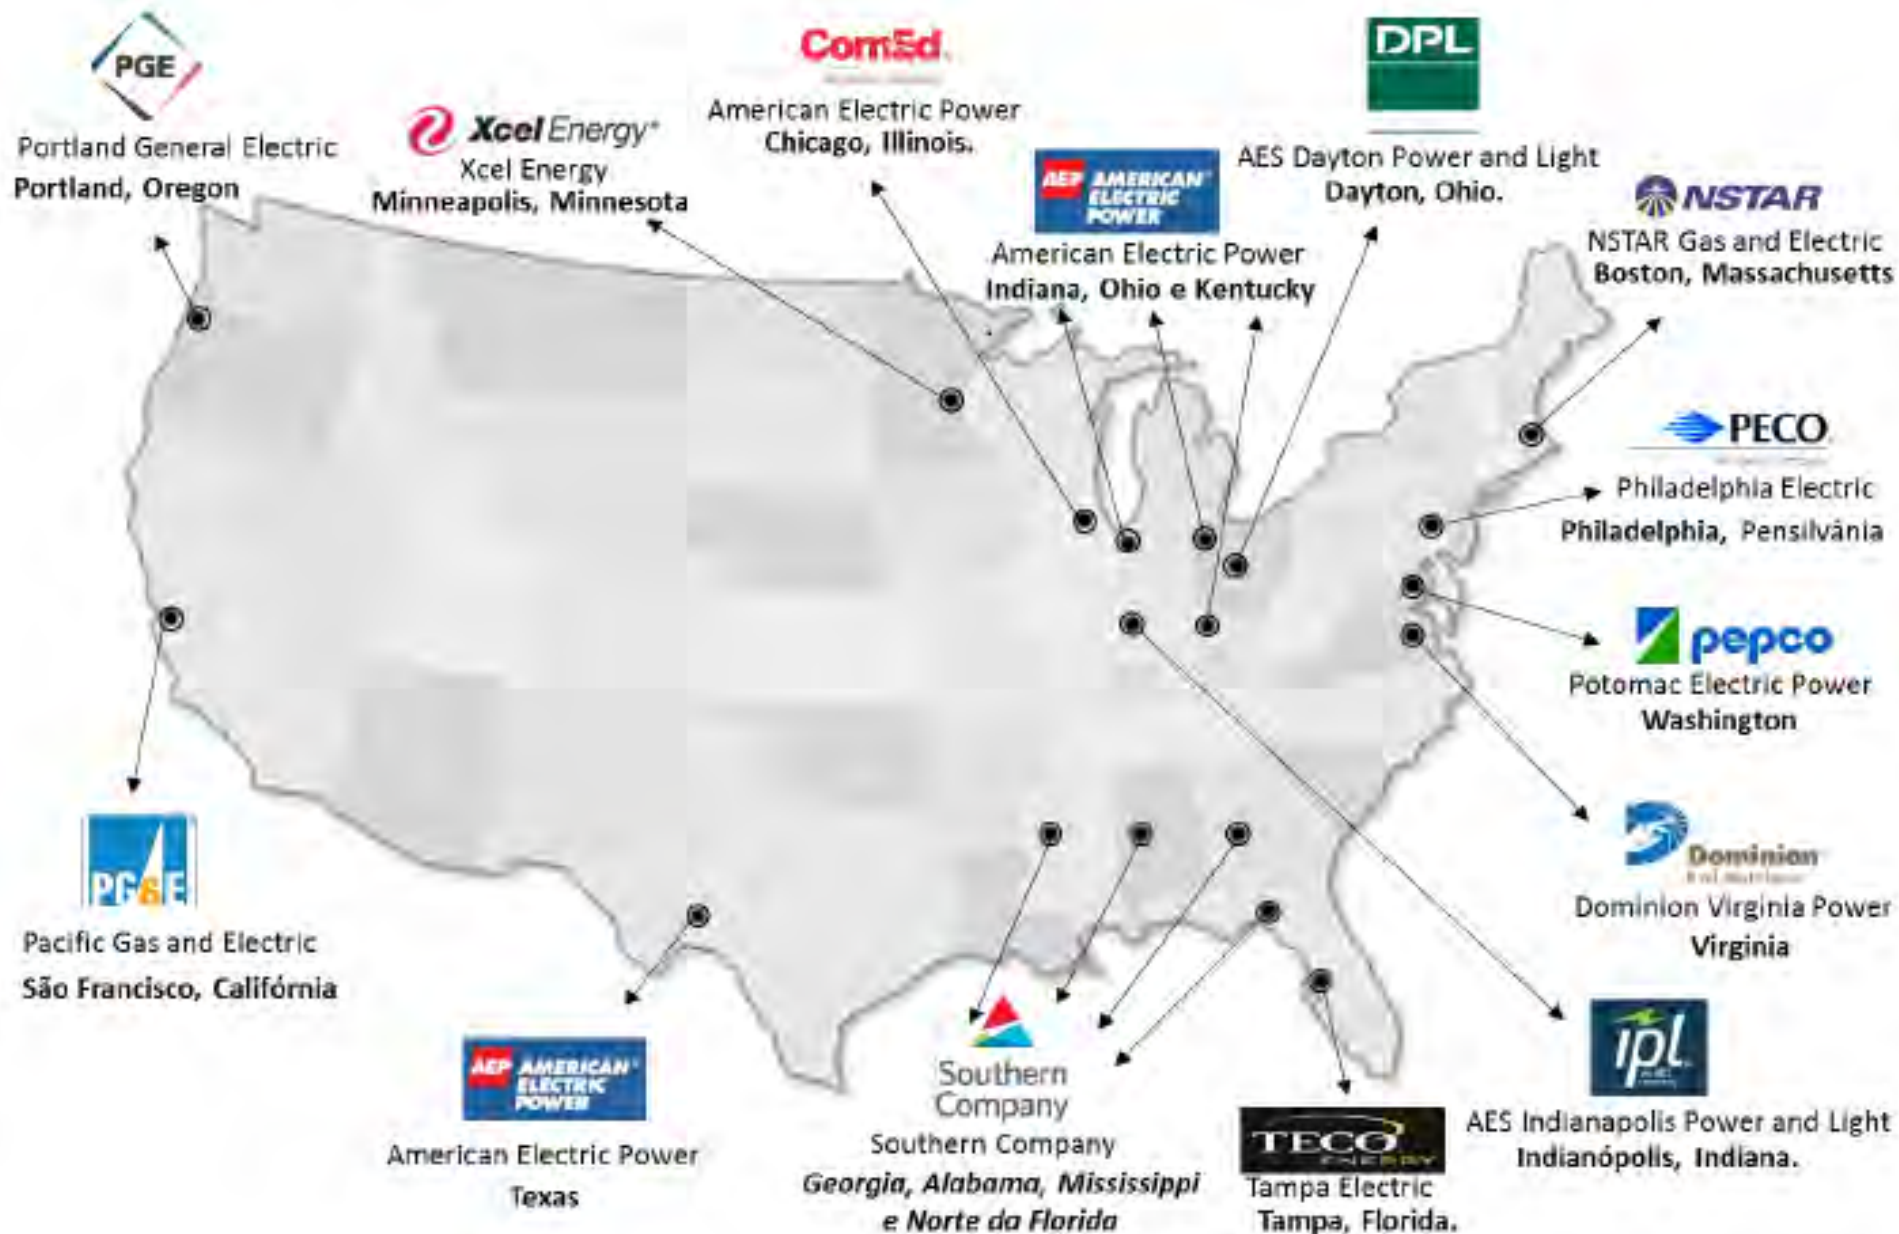 PGE
Portland General Electric
Portland, Oregon
Xcel Energy®
Xcel Energy
Minneapolis, Minnesota
ComEd
American Electric Power
Chicago, Illinois.
AEP AMERICAN®
ELECTRIC
POWER
American Electric Power
Indiana, Ohio e Kentucky
DPL
AES Dayton Power and Light
Dayton, Ohio.
NSTAR
NSTAR Gas and Electric
Boston, Massachusetts
PECO
Philadelphia Electric
Philadelphia, Pensilvánia
pepco
Potomac Electric Power
Washington
Dominion
Dominion Virginia Power
Virginia
PG&E
Pacific Gas and Electric
São Francisco, Califórnia
AEP AMERICAN®
ELECTRIC
POWER
American Electric Power
Texas
Southern
Company
Southern Company
Georgia, Alabama, Mississippi
e Norte da Florida
TECO
ENERGY
Tampa Electric
Tampa, Florida.
ipl
AES Indianapolis Power and Light
Indianópolis, Indiana.